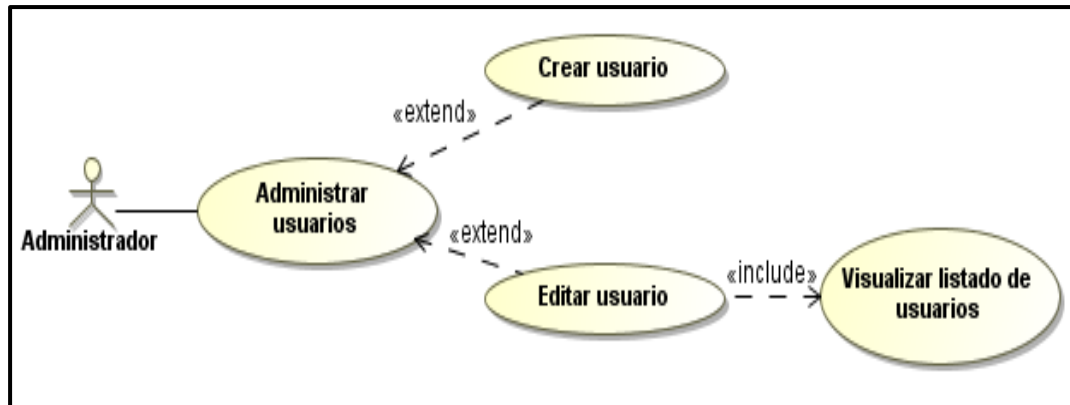 Crear usuario
«extend»
Administrar
usuarios
Administrador
«extend»
Editar usuario
«include»
Visualizar listado de
usuarios